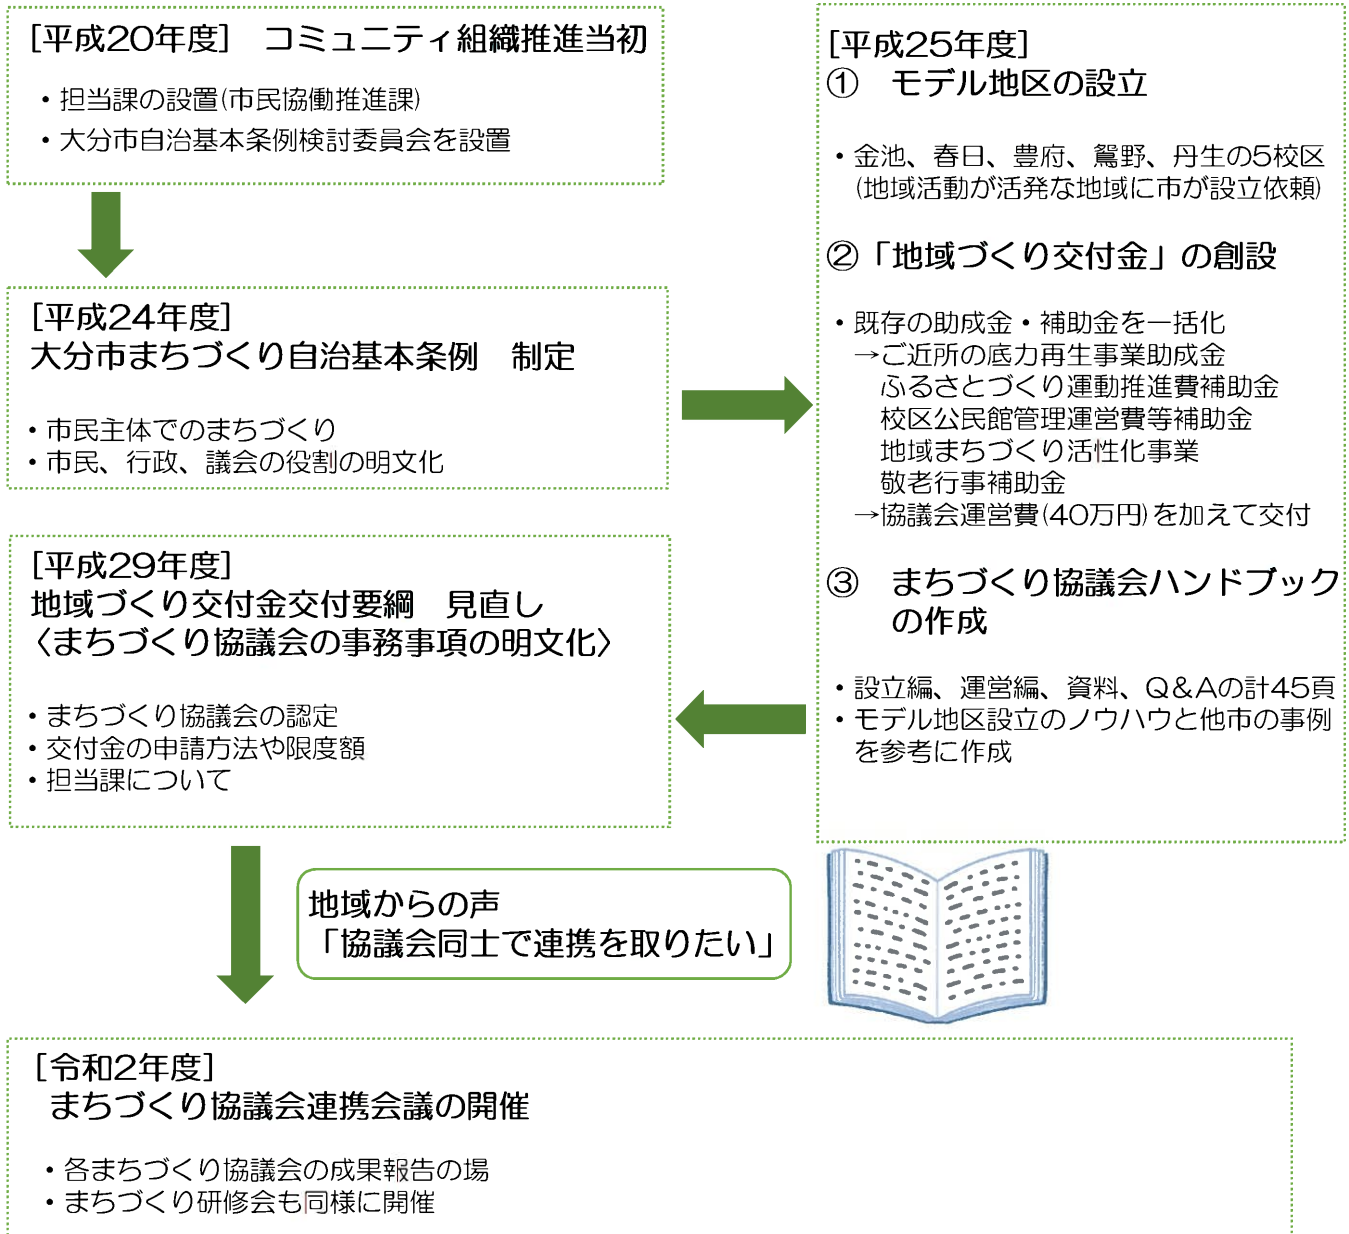 [平成20年度]　コミュニティ組織推進当初
・担当課の設置(市民協働推進課)
・大分市自治基本条例検討委員会を設置
[平成24年度]
大分市まちづくり自治基本条例　制定
・市民主体でのまちづくり
・市民、行政、議会の役割の明文化
[平成25年度]
①　モデル地区の設立
・金池、春日、豊府、鴛野、丹生の5校区
(地域活動が活発な地域に市が設立依頼)
②「地域づくり交付金」の創設
・既存の助成金・補助金を一括化
→ご近所の底力再生事業助成金
ふるさとづくり運動推進費補助金
校区公民館管理運営費等補助金
地域まちづくり活性化事業
敬老行事補助金
→協議会運営費(40万円)を加えて交付
③　まちづくり協議会ハンドブック
の作成
・設立編、運営編、資料、Q&Aの計45頁
・モデル地区設立のノウハウと他市の事例
を参考に作成
[平成29年度]
地域づくり交付金交付要綱　見直し
〈まちづくり協議会の事務事項の明文化〉
・まちづくり協議会の認定
・交付金の申請方法や限度額
・担当課について
地域からの声
「協議会同士で連携を取りたい」
[令和2年度]
まちづくり協議会連携会議の開催
・各まちづくり協議会の成果報告の場
・まちづくり研修会も同様に開催